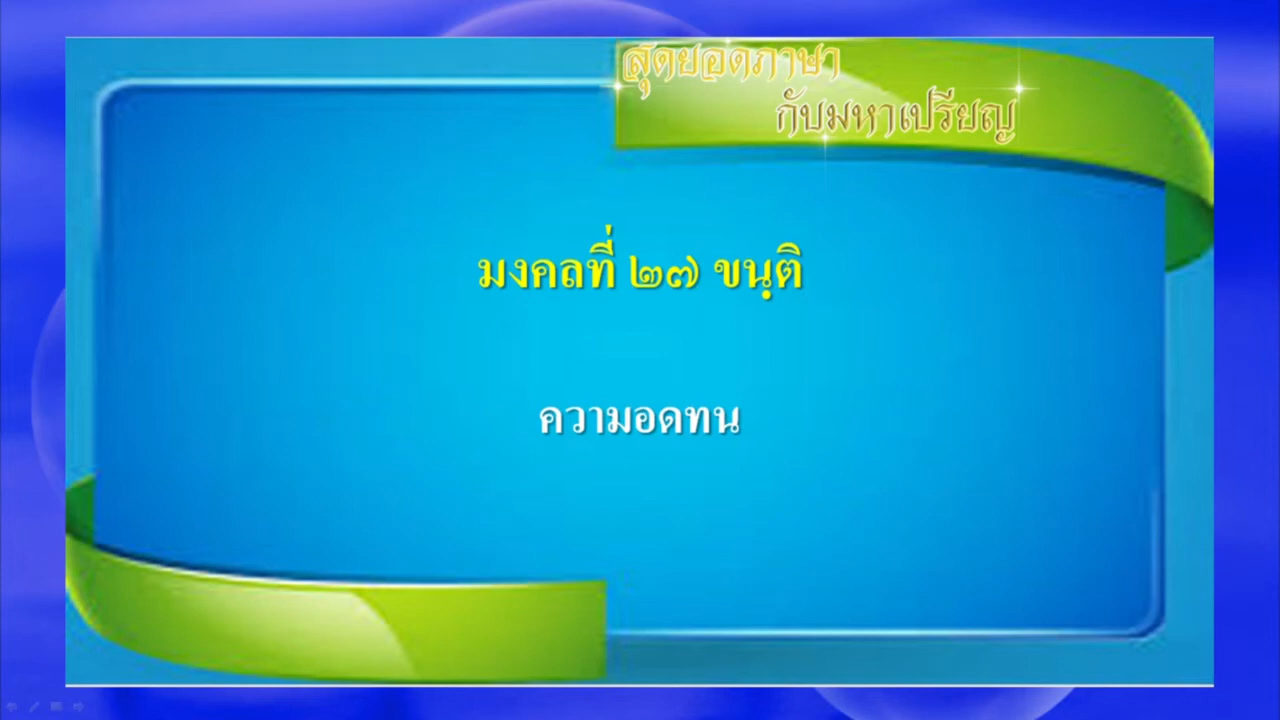 สุดยอดภาษา
กับมหาเปรียญ
มงคลที่ ๒๗ ขนฺติ
ความอดทน